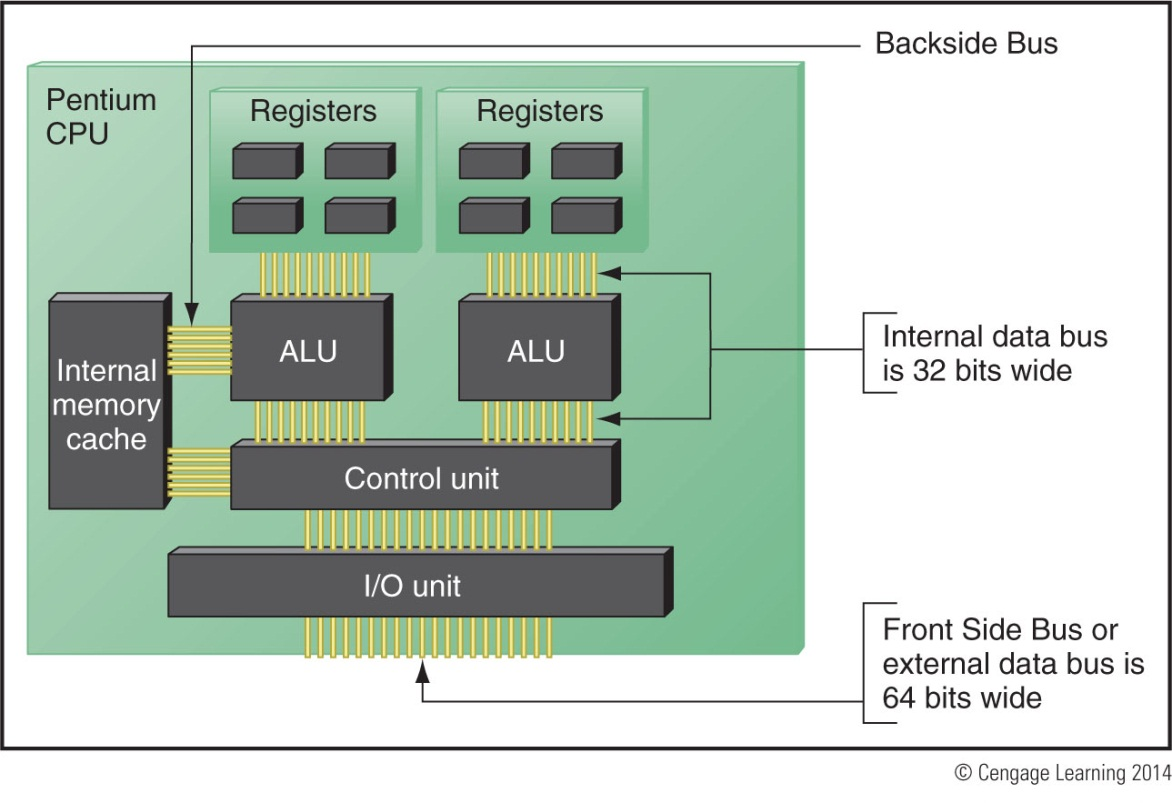 Backside Bus
Pentium
CPU
Registers
Registers
ALU
ALU
Internal
memory
cache
Internal data bus
is 32 bits wide
Control unit
I/O unit
Front Side Bus or
external data bus is
64 bits wide
© Cengage Learning 2014